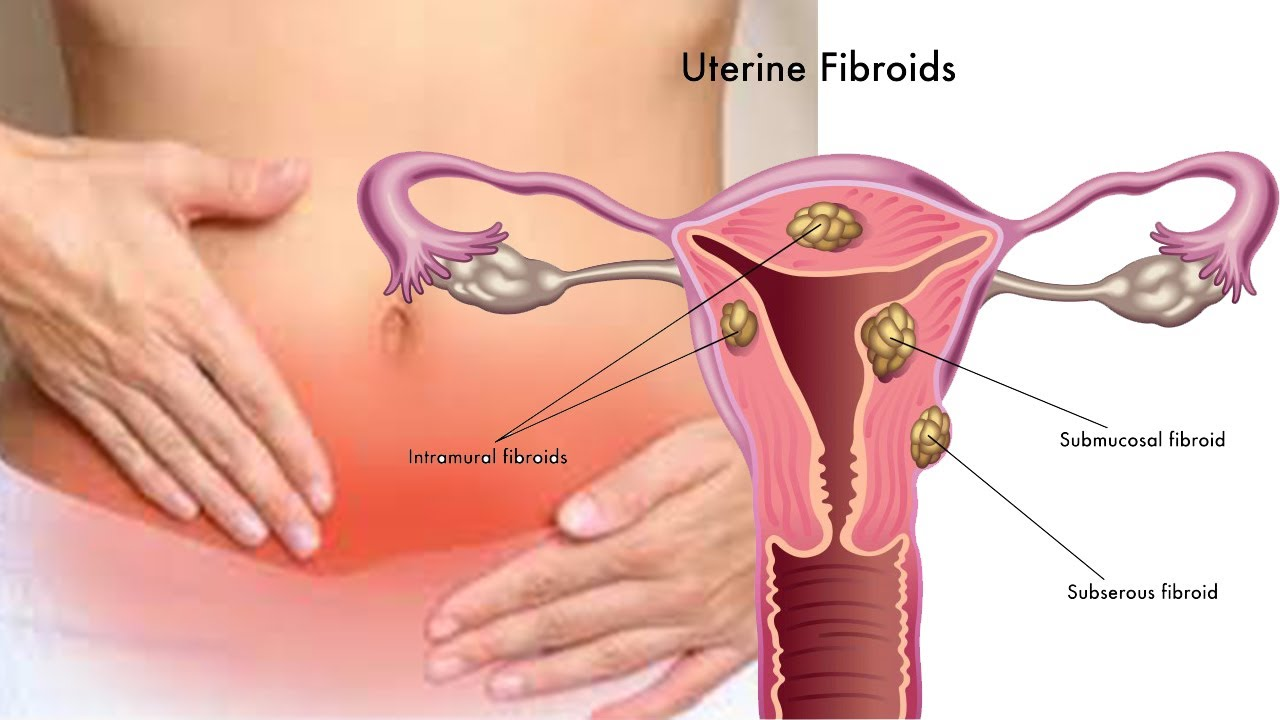 Uterine Fibroids
Intramural fibroids
Submucosal fibroid
Subserous fibroid